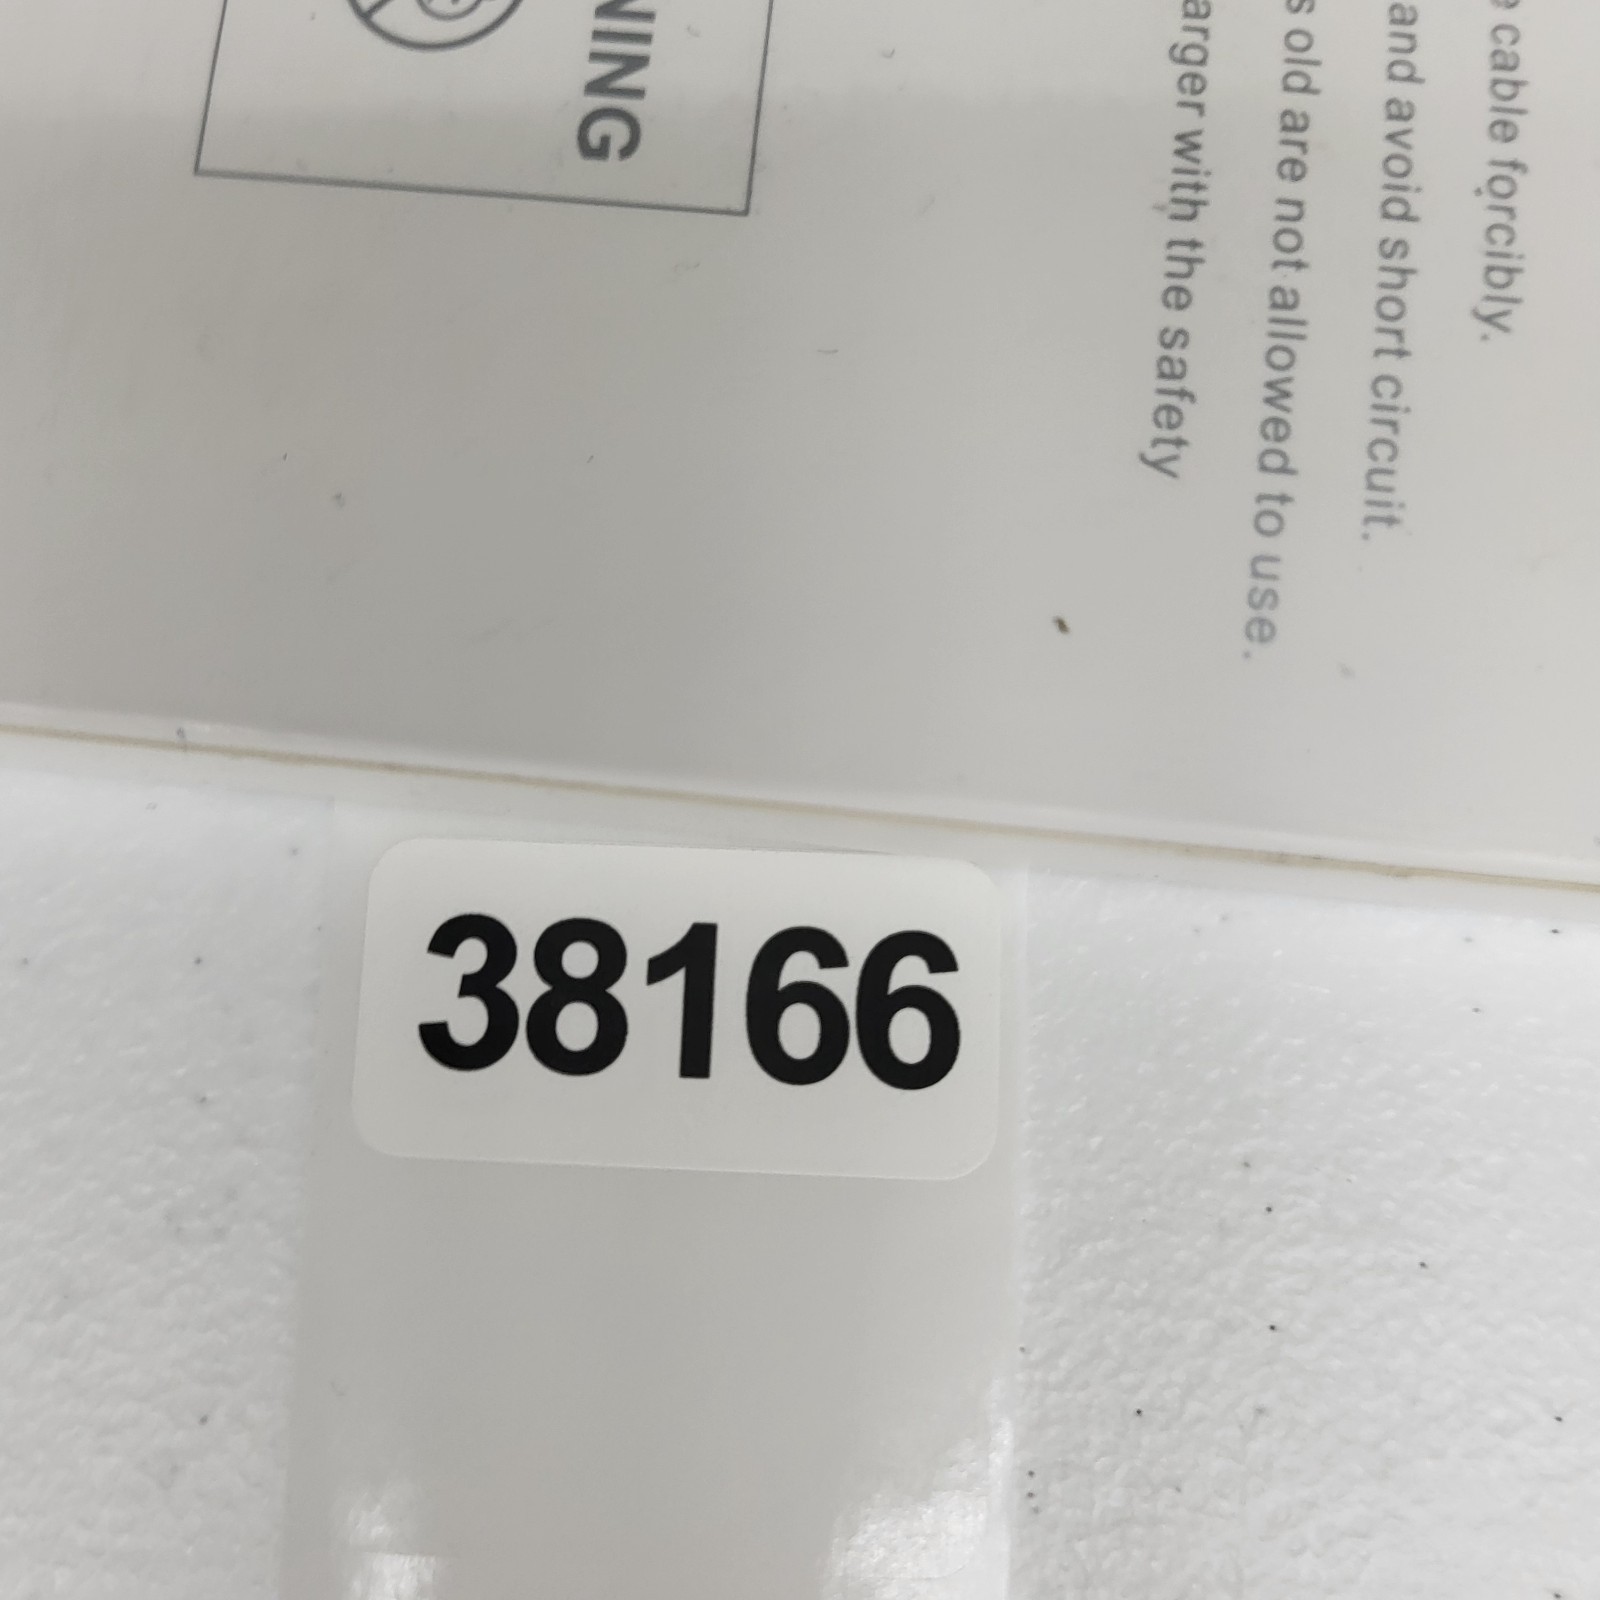 cable forcibly.
and avoid short circuit.
s old are not allowed to use.
arger with the safety
NING
38166